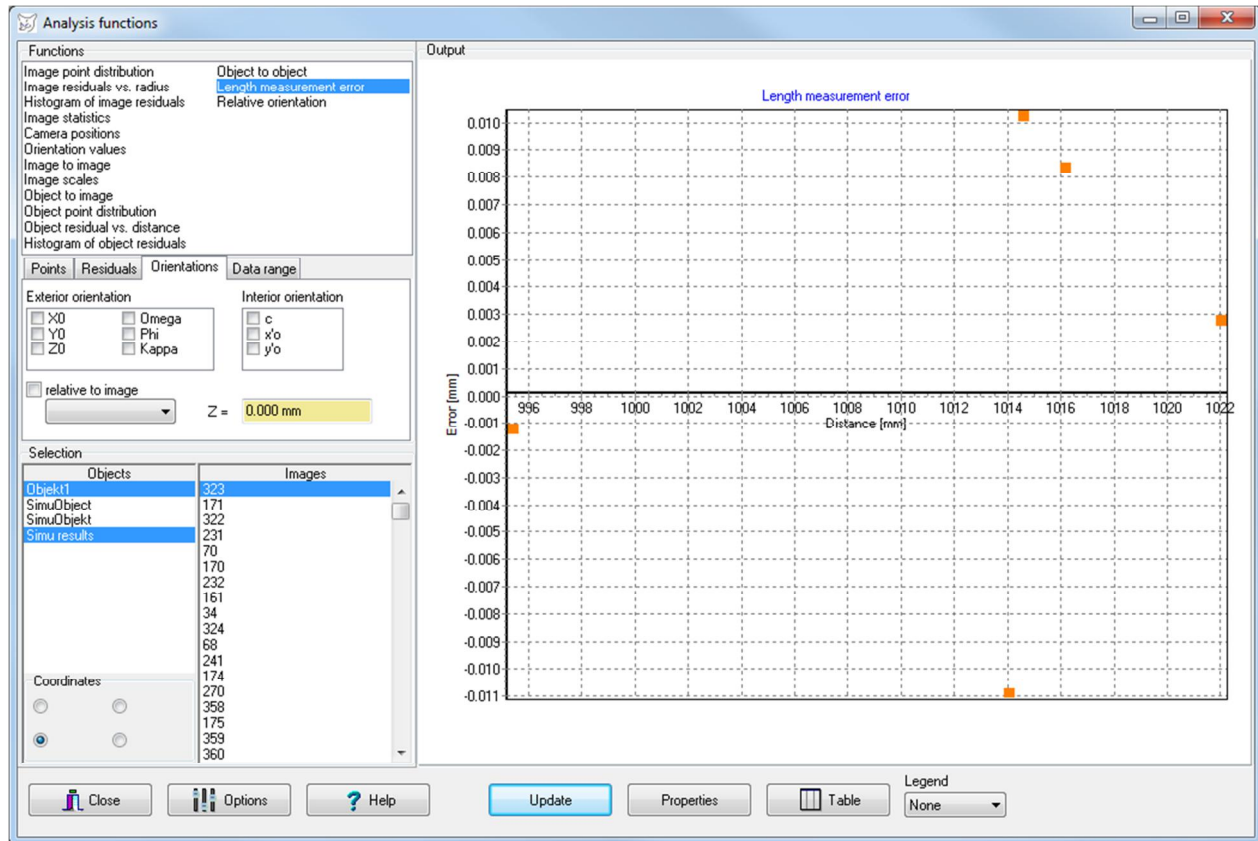 Analysis functions
Functions
Image point distribution
Image residuals vs. radius
Histogram of image residuals
Image statistics
Camera positions
Orientation values
Image to image
Image scales
Object to image
Object point distribution
Object residual vs. distance
Histogram of object residuals
Object to object
Length measurement error
Relative orientation
Points Residuals Orientations Data range
Exterior orientation
X0 Omega
Y0 Phi
Z0 Kappa
Interior orientation
c
x'o
y'o
relative to image
Z = 0.000 mm
Selection
Objects
Objekt1
SimuObject
SimuObjekt
Simu results
Images
323
171
322
231
70
170
232
161
34
324
68
241
174
270
358
175
359
360
Coordinates
Output
Length measurement error
0.010
0.009
0.008
0.007
0.006
0.005
0.004
0.003
0.002
0.001
0.000
-0.001
-0.002
-0.003
-0.004
-0.005
-0.006
-0.007
-0.008
-0.009
-0.010
-0.011
Error [mm]
996 998 1000 1002 1004 1006 1008 1010 1012 1014 1016 1018 1020 1022
Distance [mm]
Close Options Help Update Properties Table
Legend
None